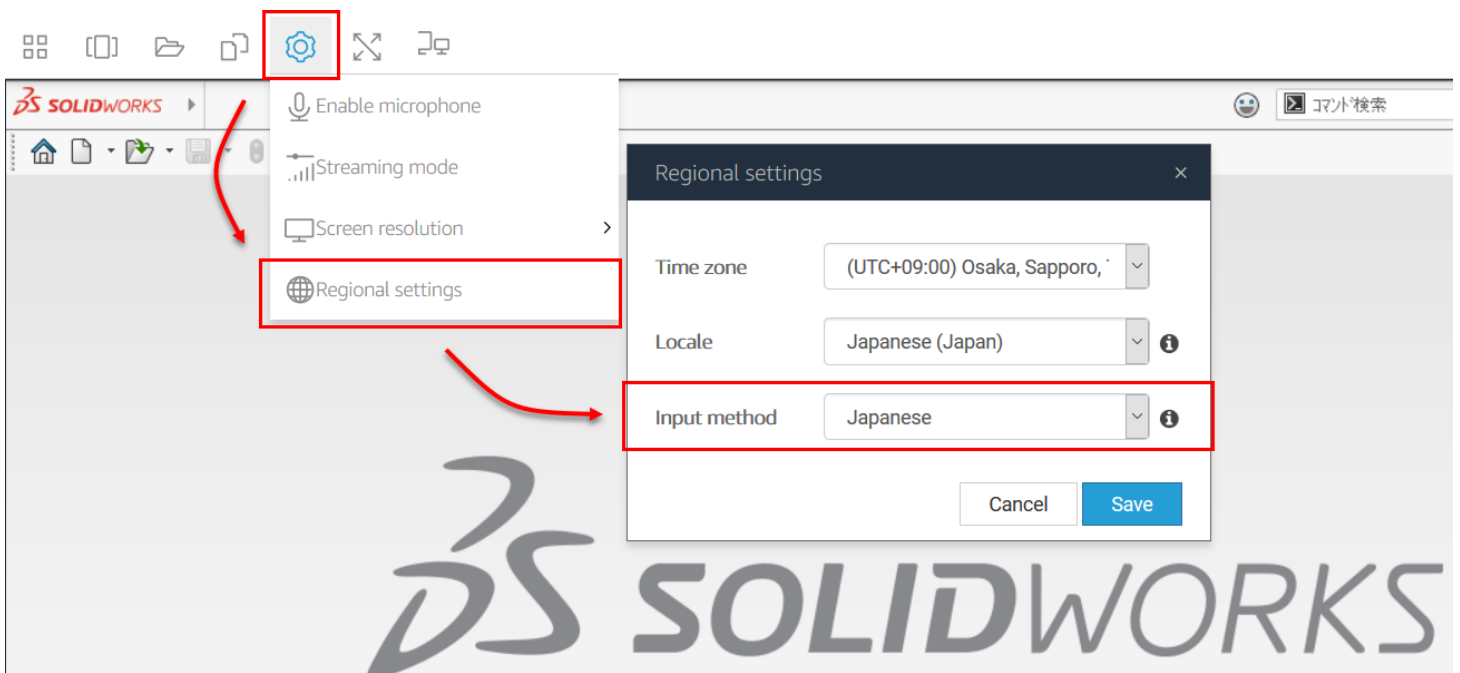 SOLIDWORKS
Enable microphone
コマンド検索
Streaming mode
Screen resolution
Regional settings
Regional settings
Time zone
(UTC+09:00) Osaka, Sapporo,
Locale
Japanese (Japan)
Input method
Japanese
Cancel
Save
SOLIDWORKS